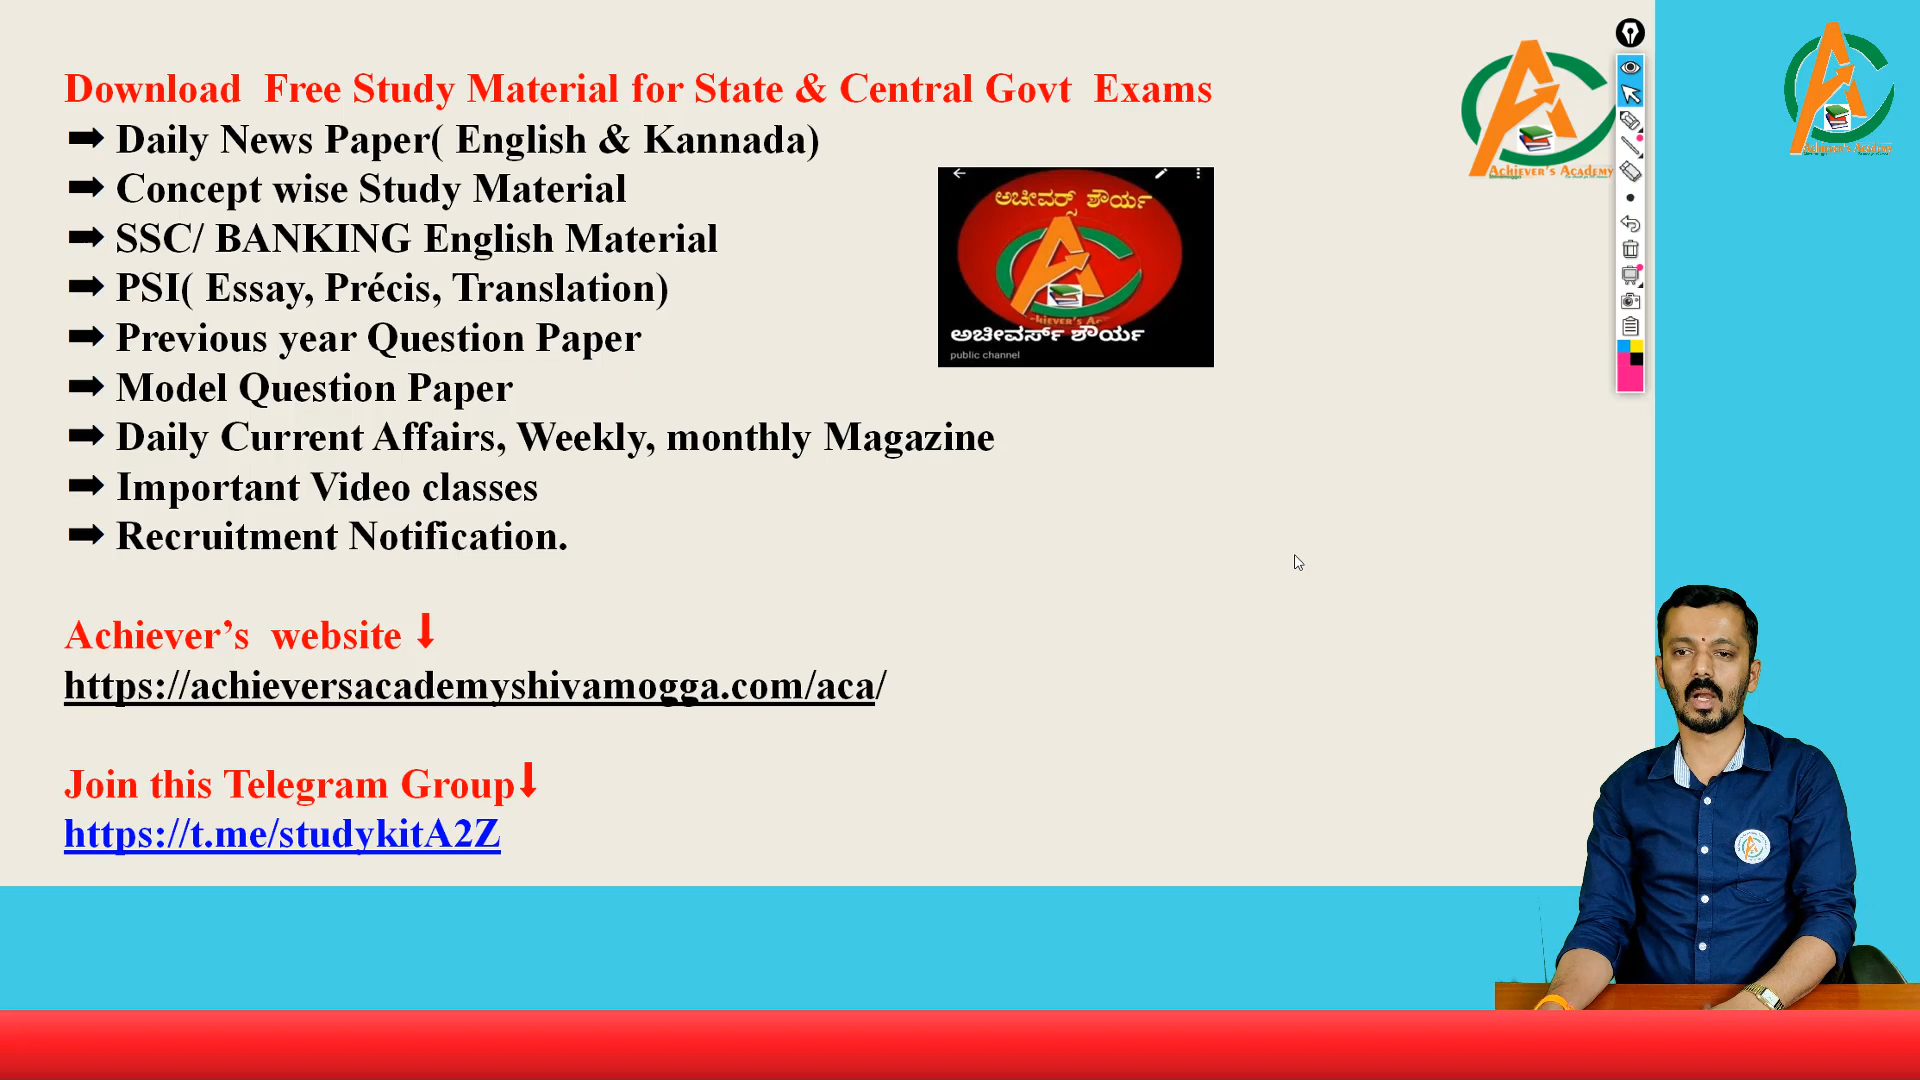 Download Free Study Material for State & Central Govt Exams
➡ Daily News Paper( English & Kannada)
➡ Concept wise Study Material
➡ SSC/ BANKING English Material
➡ PSI( Essay, Précis, Translation)
➡ Previous year Question Paper
➡ Model Question Paper
➡ Daily Current Affairs, Weekly, monthly Magazine
➡ Important Video classes
➡ Recruitment Notification.
Achiever’s website ⬇
https://achieversacademyshivamogga.com/aca/
Join this Telegram Group⬇
https://t.me/studykitA2Z
ಅಚೀವರ್ಸ್ ಶೌರ್ಯ
ಅಚೀವರ್ಸ್ ಶೌರ್ಯ
public channel
Achiever's Academy
Achiever's Academy